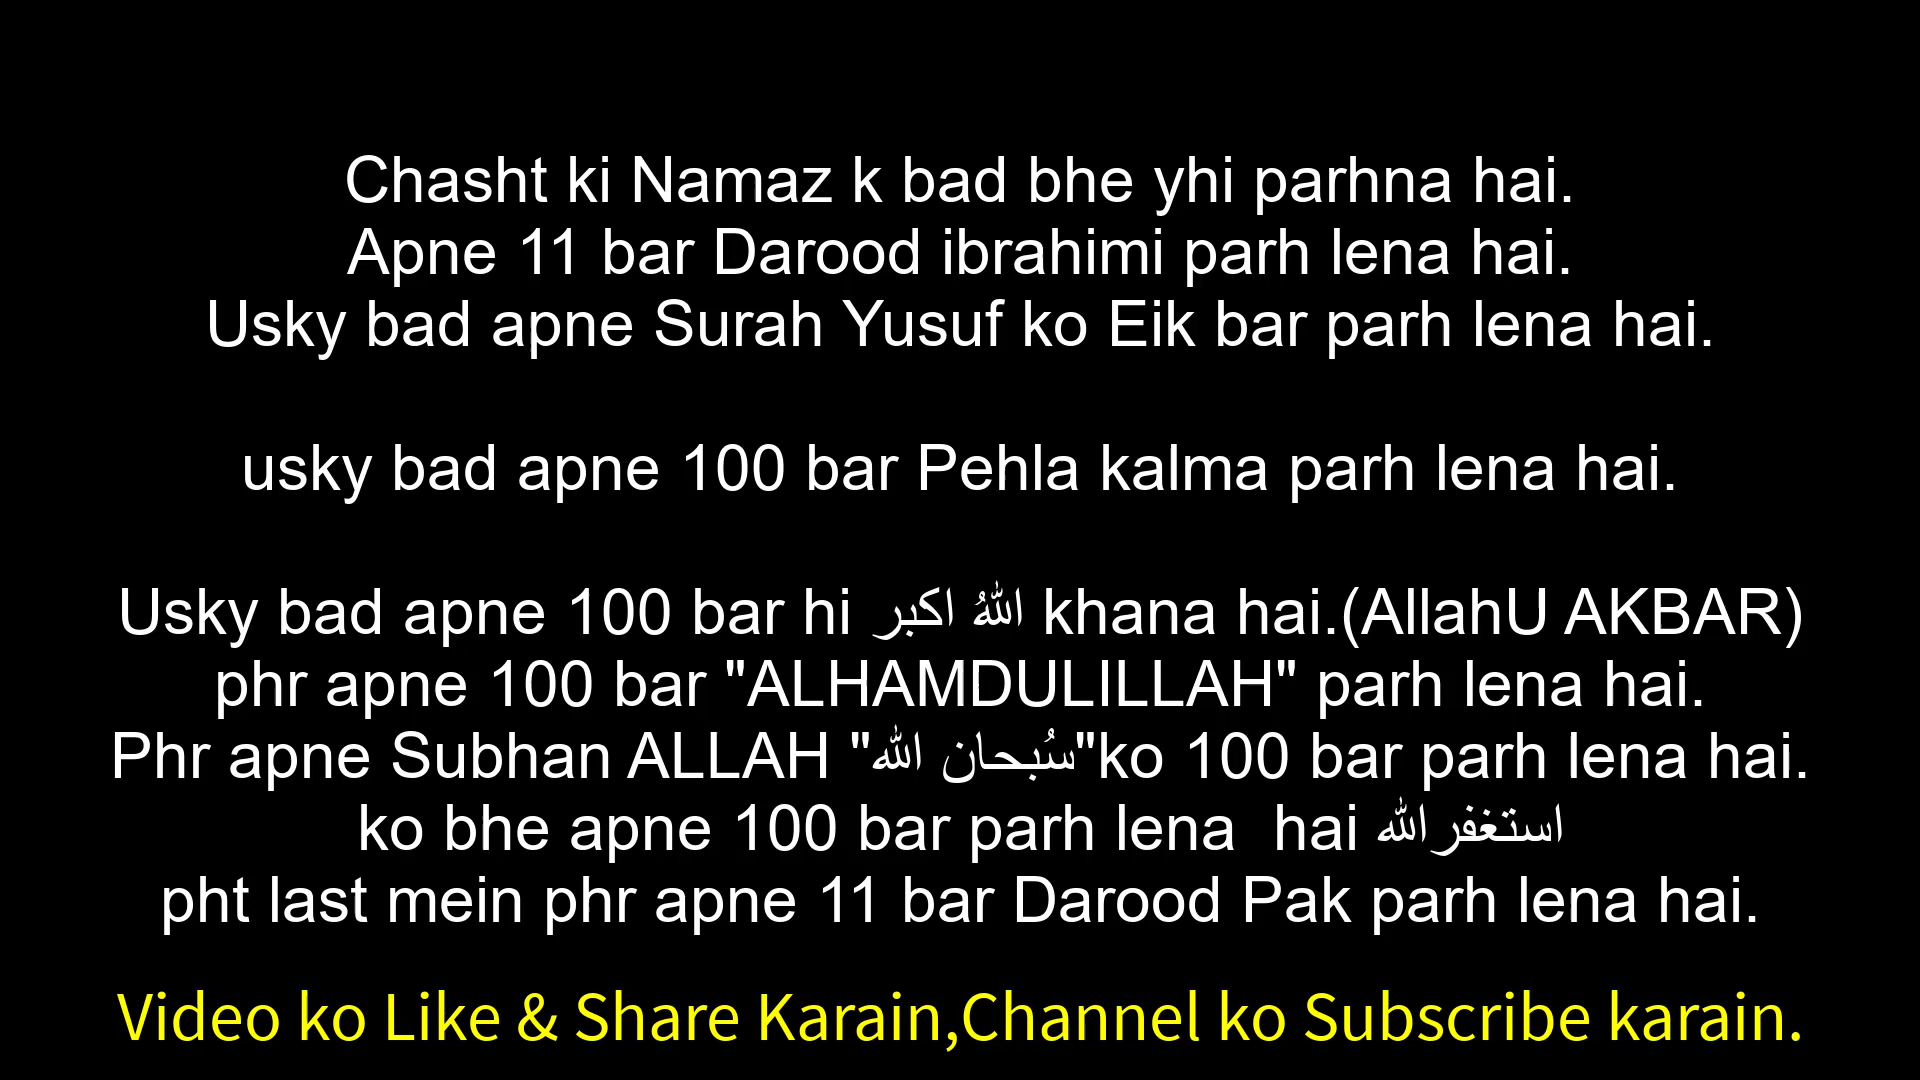 Chasht ki Namaz k bad bhe yhi parhna hai.
Apne 11 bar Darood ibrahimi parh lena hai.
Usky bad apne Surah Yusuf ko Eik bar parh lena hai.
usky bad apne 100 bar Pehla kalma parh lena hai.
Usky bad apne 100 bar hi اللهُ اكبر khana hai.(AllahU AKBAR)
phr apne 100 bar "ALHAMDULILLAH" parh lena hai.
Phr apne Subhan ALLAH "سُبحان الله"ko 100 bar parh lena hai.
ko bhe apne 100 bar parh lena  hai استغفرالله
pht last mein phr apne 11 bar Darood Pak parh lena hai.
Video ko Like & Share Karain,Channel ko Subscribe karain.